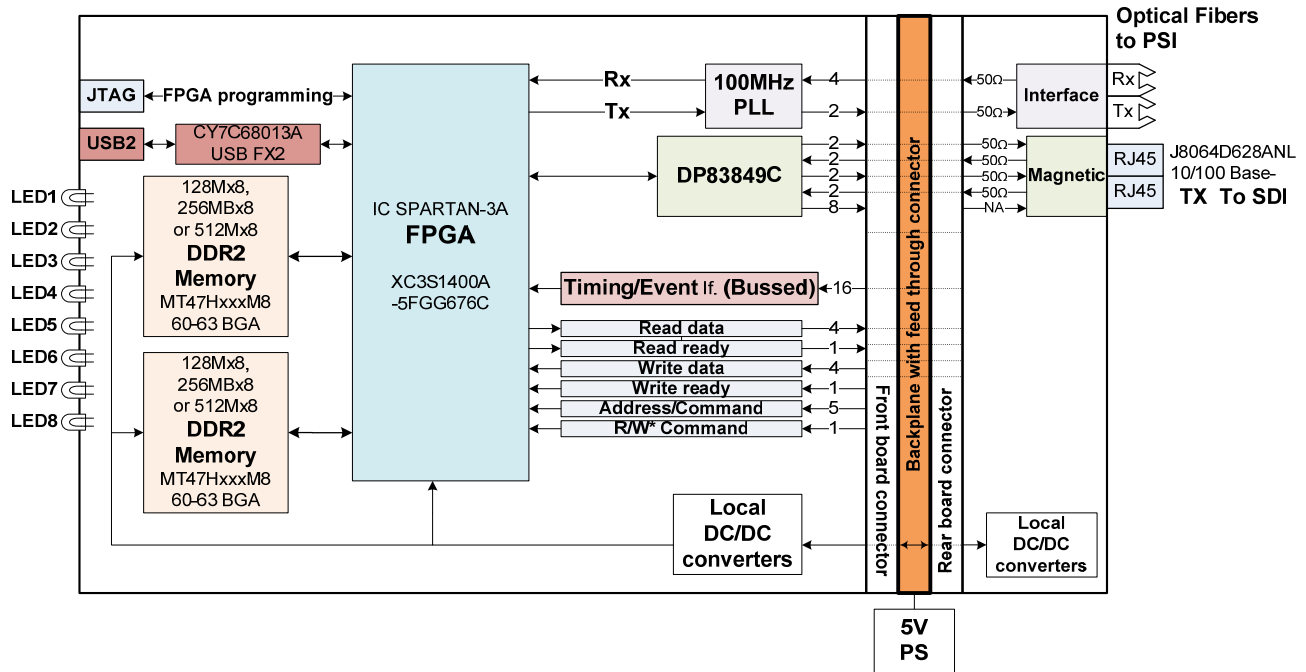 Optical Fibers
to PSI
JTAG
FPGA programming
USB2
CY7C68013A
USB FX2
LED1
LED2
LED3
LED4
LED5
LED6
LED7
LED8
128Mx8,
256MBx8
or 512Mx8
DDR2
Memory
MT47HxxxM8
60-63 BGA
128Mx8,
256MBx8
or 512Mx8
DDR2
Memory
MT47HxxxM8
60-63 BGA
IC SPARTAN-3A
FPGA
XC3S1400A
-5FGG676C
Rx
Tx
100MHz
PLL
4
2
DP83849C
2
2
2
2
8
Timing/Event If. (Bussed)
16
Read data
4
Read ready
1
Write data
4
Write ready
1
Address/Command
5
R/W* Command
1
Local
DC/DC
converters
Front board connector
Backplane with feed through connector
Rear board connector
50Ω
50Ω
Interface
Rx
Tx
50Ω
50Ω
50Ω
50Ω
NA
Magnetic
RJ45
RJ45
J8064D628ANL
10/100 Base-
TX To SDI
Local
DC/DC
converters
5V
PS